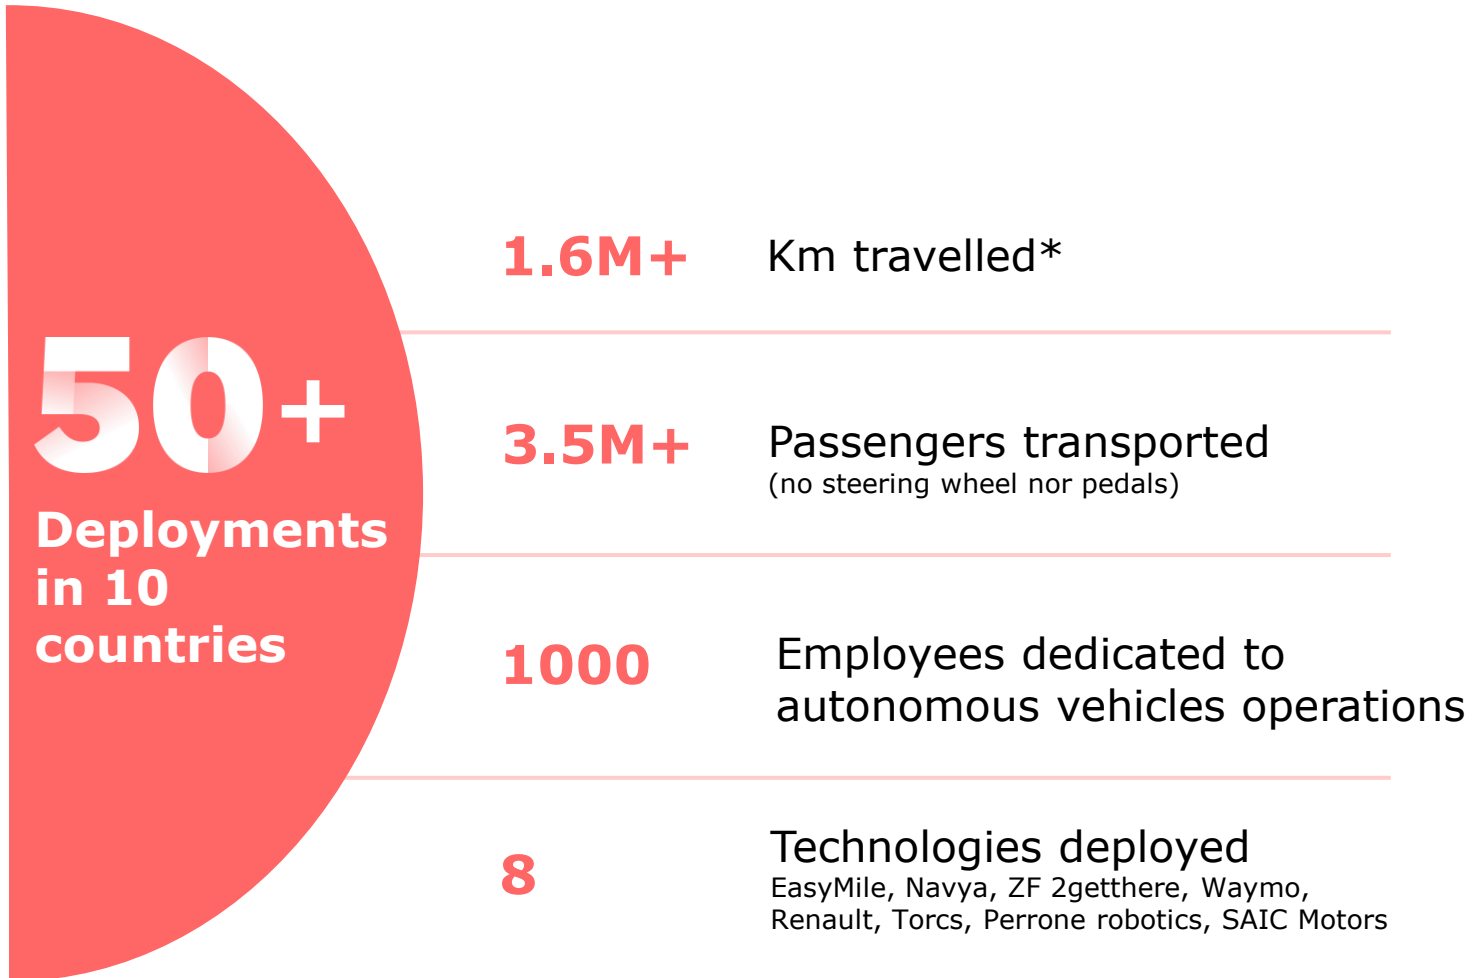 50+
Deployments
in 10
countries
1.6M+ Km travelled*
3.5M+ Passengers transported
(no steering wheel nor pedals)
1000 Employees dedicated to
autonomous vehicles operations
8 Technologies deployed
EasyMile, Navya, ZF 2getthere, Waymo,
Renault, Torcs, Perrone robotics, SAIC Motors